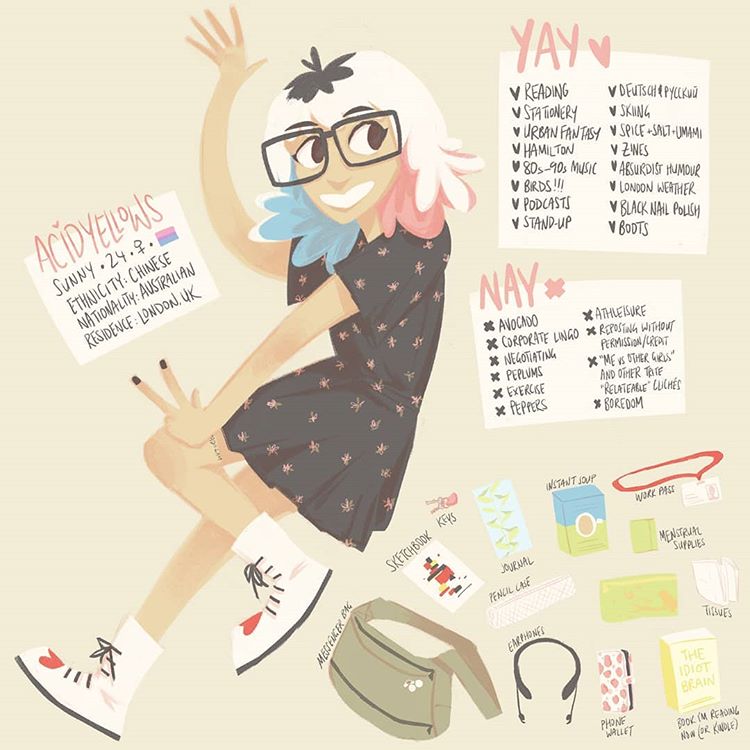 ACIDYELLOWS
SUNNY • 24 • ♀ •
ETHNICITY: CHINESE
NATIONALITY: AUSTRALIAN
RESIDENCE: LONDON, UK
YAY
READING
STATIONERY
URBAN FANTASY
HAMILTON
80s-90s MUSIC
BIRDS!!!
PODCASTS
STAND-UP
DEUTSCH & РУССКИЙ
SKIING
SPICE+SALT+UMAMI
ZINES
ABSURDIST HUMOUR
LONDON WEATHER
BLACK NAIL POLISH
BOOTS
NAY
AVOCADO
CORPORATE LINGO
NEGOTIATING
PEPLUMS
EXERCISE
PEPPERS
ATHLEISURE
REPOSTING WITHOUT
PERMISSION/CREDIT
"ME VS OTHER GIRLS"
AND OTHER TRITE
"RELATEABLE" CLICHÉS
BOREDOM
KEYS
JOURNAL
INSTANT SOUP
WORK PASS
MENSTRUAL
SUPPLIES
SKETCHBOOK
PENCIL CASE
TISSUES
MESSENGER BAG
EARPHONES
PHONE
WALLET
THE
IDIOT
BRAIN
BOOK I'M READING
NOW (OR KINDLE)